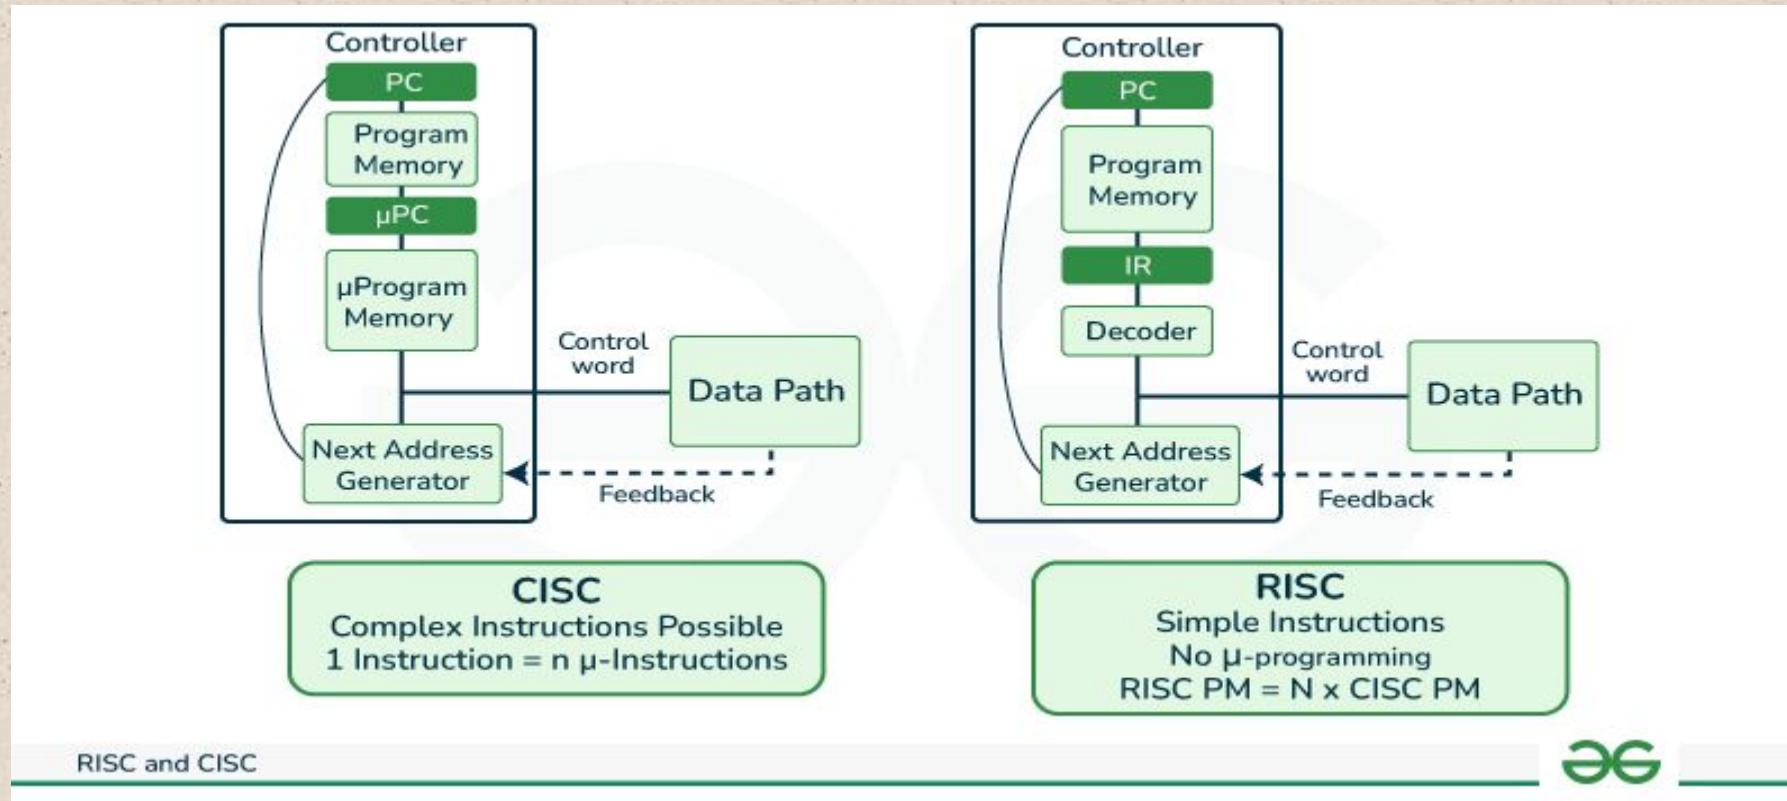 Controller
PC
Program
Memory
µPC
µProgram
Memory
Next Address
Generator
Control
word
Data Path
Feedback
CISC
Complex Instructions Possible
1 Instruction = n µ-Instructions
Controller
PC
Program
Memory
IR
Decoder
Next Address
Generator
Control
word
Data Path
Feedback
RISC
Simple Instructions
No µ-programming
RISC PM = N x CISC PM
RISC and CISC